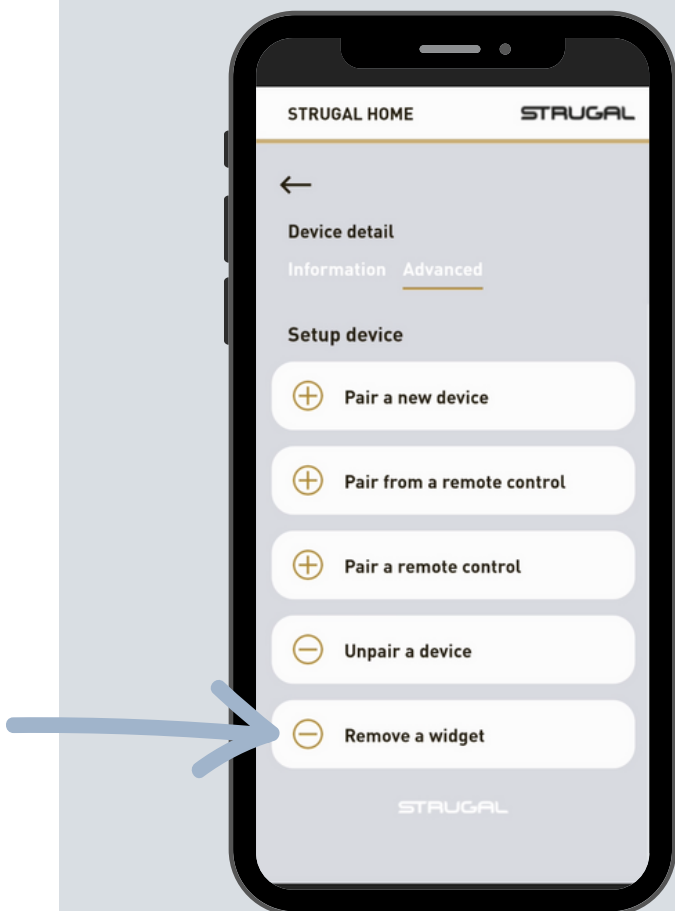 STRUGAL HOME STRUGAL
Device detail
Information Advanced
Setup device
Pair a new device
Pair from a remote control
Pair a remote control
Unpair a device
Remove a widget
STRUGAL